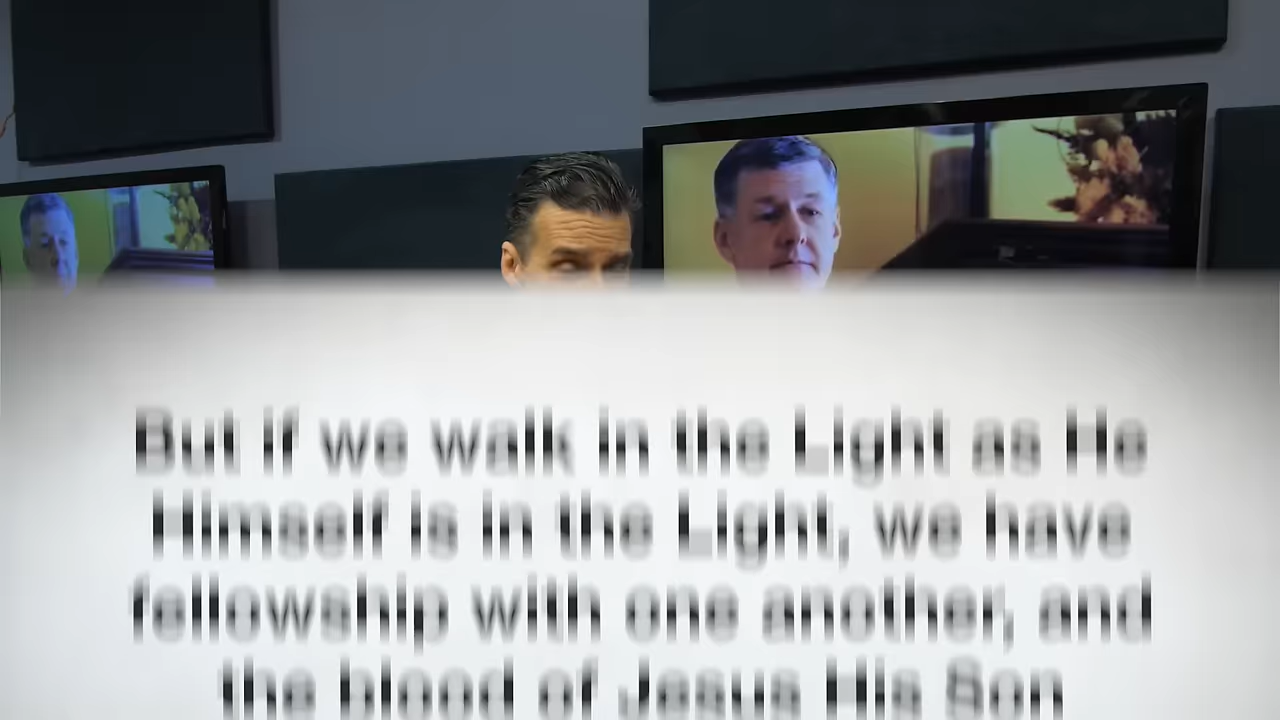 But if we walk in the Light as He
Himself is in the Light, we have
fellowship with one another, and
the blood of Jesus His Son